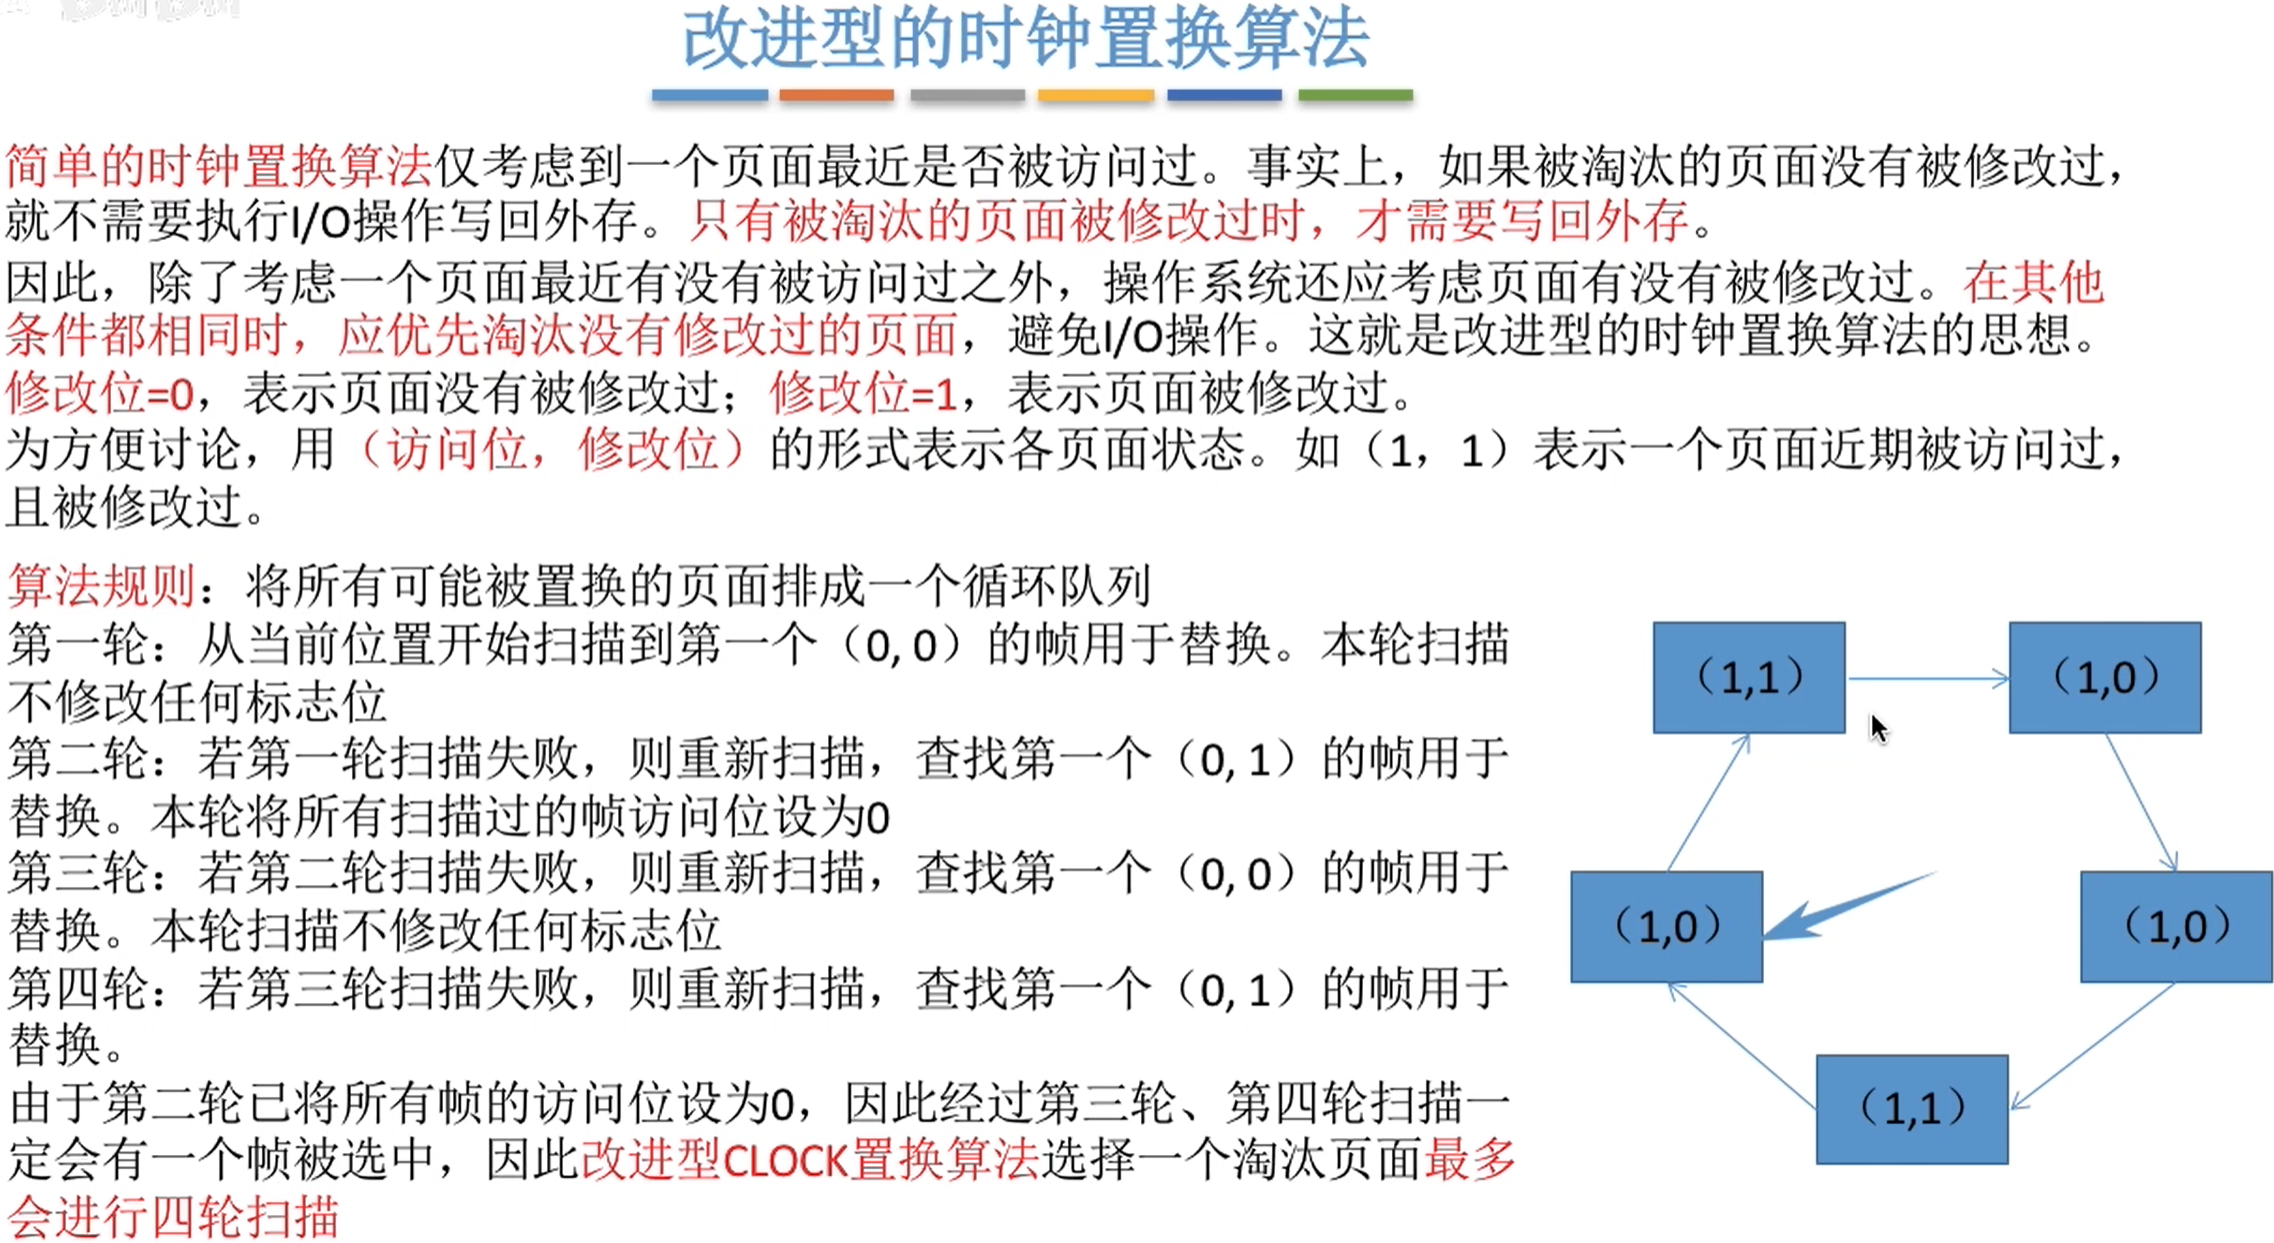 改进型的时钟置换算法
简单的时钟置换算法仅考虑到一个页面最近是否被访问过。事实上，如果被淘汰的页面没有被修改过，
就不需要执行I/O操作写回外存。只有被淘汰的页面被修改过时，才需要写回外存。
因此，除了考虑一个页面最近有没有被访问过之外，操作系统还应考虑页面有没有被修改过。在其他
条件都相同时，应优先淘汰没有修改过的页面，避免I/O操作。这就是改进型的时钟置换算法的思想。
修改位=0，表示页面没有被修改过；修改位=1，表示页面被修改过。
为方便讨论，用（访问位，修改位）的形式表示各页面状态。如（1，1）表示一个页面近期被访问过，
且被修改过。
算法规则：将所有可能被置换的页面排成一个循环队列
第一轮：从当前位置开始扫描到第一个（0, 0）的帧用于替换。本轮扫描
不修改任何标志位
第二轮：若第一轮扫描失败，则重新扫描，查找第一个（0, 1）的帧用于
替换。本轮将所有扫描过的帧访问位设为0
第三轮：若第二轮扫描失败，则重新扫描，查找第一个（0, 0）的帧用于
替换。本轮扫描不修改任何标志位
第四轮：若第三轮扫描失败，则重新扫描，查找第一个（0, 1）的帧用于
替换。
由于第二轮已将所有帧的访问位设为0，因此经过第三轮、第四轮扫描一
定会有一个帧被选中，因此改进型CLOCK置换算法选择一个淘汰页面最多
会进行四轮扫描
（1,1）
（1,0）
（1,0）
（1,0）
（1,1）